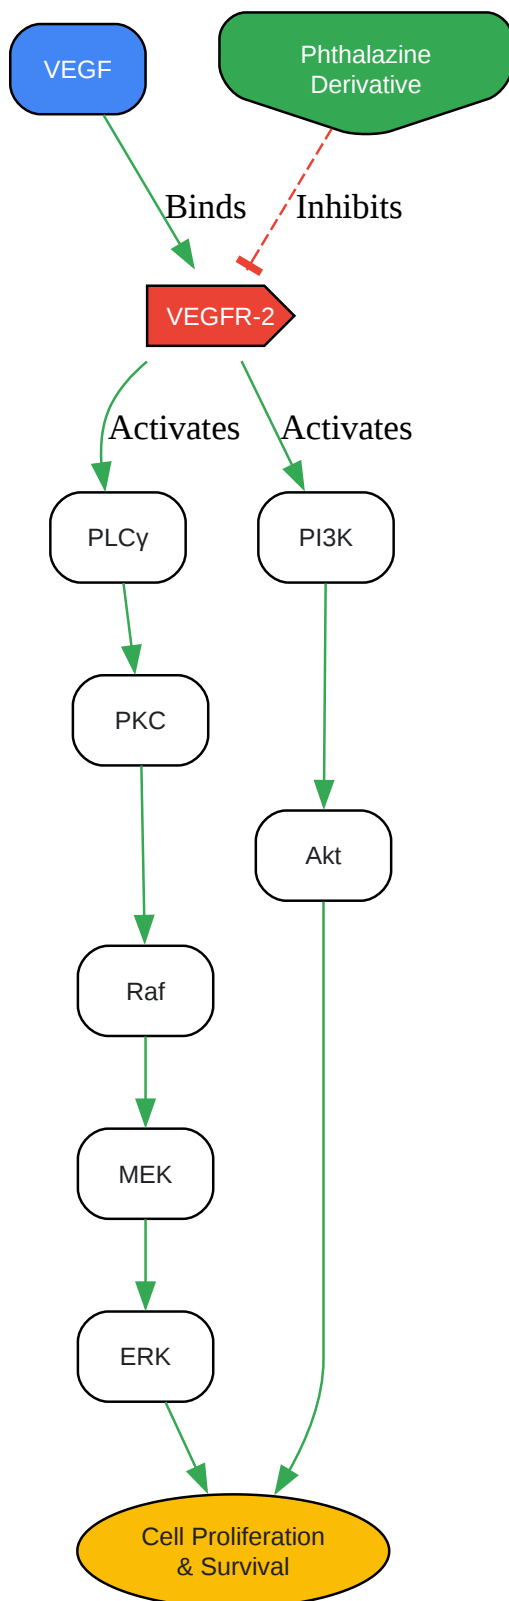 VEGF
Phthalazine
Derivative
Binds
Inhibits
VEGFR-2
Activates
Activates
PLCγ
PI3K
PKC
Akt
Raf
MEK
ERK
Cell Proliferation
& Survival